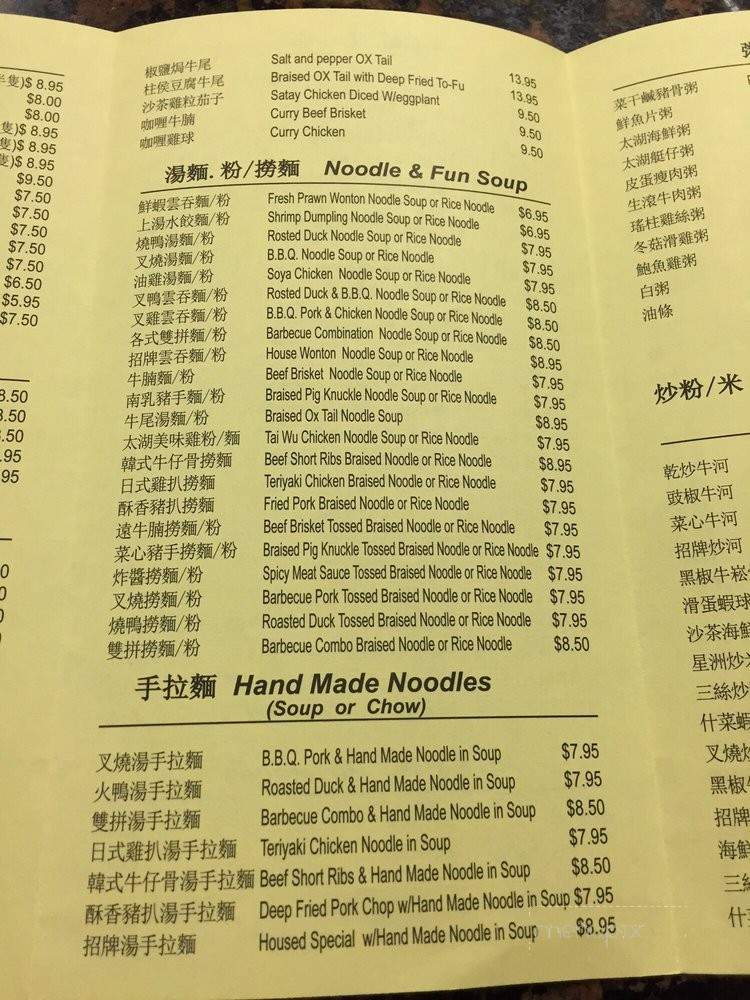 隻)$ 8.95
$8.00
$8.00
隻)$ 8.95
隻)$ 8.95
隻)$ 8.95
$9.50
$7.50
$7.50
$7.50
$7.50
$7.50
$6.50
$5.95
$7.50
8.50
8.50
.50
.95
95
椒鹽焗牛尾 Salt and pepper OX Tail 13.95
柱侯豆腐牛尾 Braised OX Tail with Deep Fried To-Fu 13.95
沙茶雞粒茄子 Satay Chicken Diced W/eggplant 9.50
咖喱牛腩 Curry Beef Brisket 9.50
咖喱雞球 Curry Chicken 9.50
湯麵.粉/撈麵 Noodle & Fun Soup
鮮蝦雲吞麵/粉 Fresh Prawn Wonton Noodle Soup or Rice Noodle $6.95
上湯水餃麵/粉 Shrimp Dumpling Noodle Soup or Rice Noodle $6.95
燒鴨湯麵/粉 Rosted Duck Noodle Soup or Rice Noodle $7.95
叉燒湯麵/粉 B.B.Q. Noodle Soup or Rice Noodle $7.95
油雞湯麵/粉 Soya Chicken Noodle Soup or Rice Noodle $7.95
叉鴨雲吞麵/粉 Rosted Duck & B.B.Q. Noodle Soup or Rice Noodle $8.50
叉雞雲吞麵/粉 B.B.Q. Pork & Chicken Noodle Soup or Rice Noodle $8.50
各式雙拼麵/粉 Barbecue Combination Noodle Soup or Rice Noodle $8.50
招牌雲吞麵/粉 House Wonton Noodle Soup or Rice Noodle $8.95
牛腩麵/粉 Beef Brisket Noodle Soup or Rice Noodle $7.95
南乳豬手麵/粉 Braised Pig Knuckle Noodle Soup or Rice Noodle $7.95
牛尾湯麵/粉 Braised Ox Tail Noodle Soup $8.95
太湖美味雞粉/麵 Tai Wu Chicken Noodle Soup or Rice Noodle $7.95
韓式牛仔骨撈麵 Beef Short Ribs Braised Noodle or Rice Noodle $8.95
日式雞扒撈麵 Teriyaki Chicken Braised Noodle or Rice Noodle $7.95
酥香豬扒撈麵 Fried Pork Braised Noodle or Rice Noodle $7.95
遠牛腩撈麵/粉 Beef Brisket Tossed Braised Noodle or Rice Noodle $7.95
菜心豬手撈麵/粉 Braised Pig Knuckle Tossed Braised Noodle or Rice Noodle $7.95
炸醬撈麵/粉 Spicy Meat Sauce Tossed Braised Noodle or Rice Noodle $7.95
叉燒撈麵/粉 Barbecue Pork Tossed Braised Noodle or Rice Noodle $7.95
燒鴨撈麵/粉 Roasted Duck Tossed Braised Noodle or Rice Noodle $7.95
雙拼撈麵/粉 Barbecue Combo Braised Noodle or Rice Noodle $8.50
手拉麵 Hand Made Noodles
(Soup or Chow)
叉燒湯手拉麵 B.B.Q. Pork & Hand Made Noodle in Soup $7.95
火鴨湯手拉麵 Roasted Duck & Hand Made Noodle in Soup $7.95
雙拼湯手拉麵 Barbecue Combo & Hand Made Noodle in Soup $8.50
日式雞扒湯手拉麵 Teriyaki Chicken Noodle in Soup $7.95
韓式牛仔骨湯手拉麵 Beef Short Ribs & Hand Made Noodle in Soup $8.50
酥香豬扒湯手拉麵 Deep Fried Pork Chop w/Hand Made Noodle in Soup $7.95
招牌湯手拉麵 Housed Special w/Hand Made Noodle in Soup $8.95
菜干鹹豬骨粥
鮮魚片粥
太湖海鮮粥
太湖艇仔粥
皮蛋瘦肉粥
生滾牛肉粥
瑤柱雞絲粥
冬菇滑雞粥
鮑魚雞粥
白粥
油條
炒粉/米
乾炒牛河
豉椒牛河
菜心牛河
招牌炒河
黑椒牛崧
滑蛋蝦球
沙茶海鮮
星洲炒
三絲炒
什菜蝦
叉燒炒
黑椒
招牌
海鮮
三絲
什